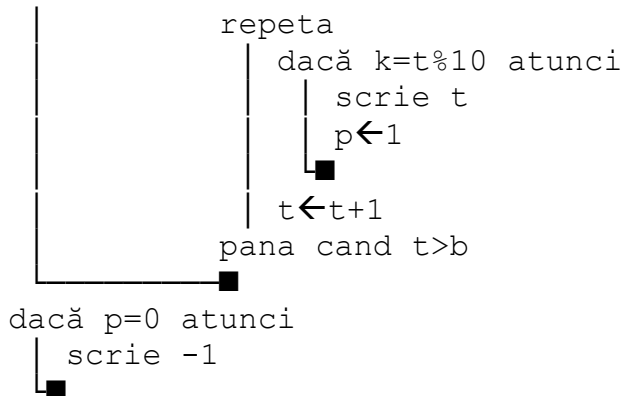 repeta
dacă k=t%10 atunci
scrie t
p🡨1
t🡨t+1
pana cand t>b
dacă p=0 atunci
scrie -1